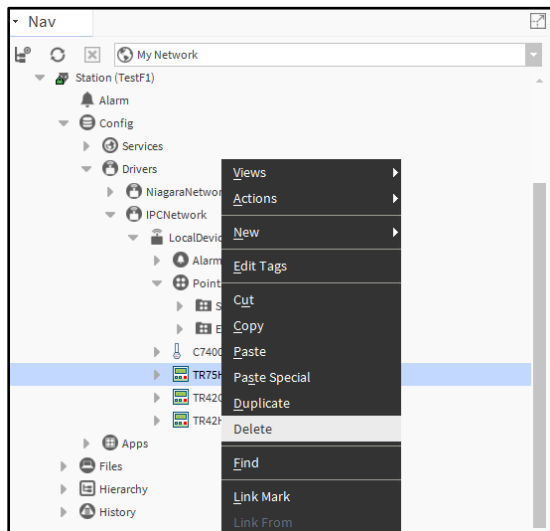 Nav
My Network
Station (TestF1)
Alarm
Config
Services
Drivers
NiagaraNetwor
IPCNetwork
LocalDevic
Alarm
Point
S
E
C7400
TR75H
TR42
TR42H
Apps
Files
Hierarchy
History
Views
Actions
New
Edit Tags
Cut
Copy
Paste
Paste Special
Duplicate
Delete
Find
Link Mark
Link From